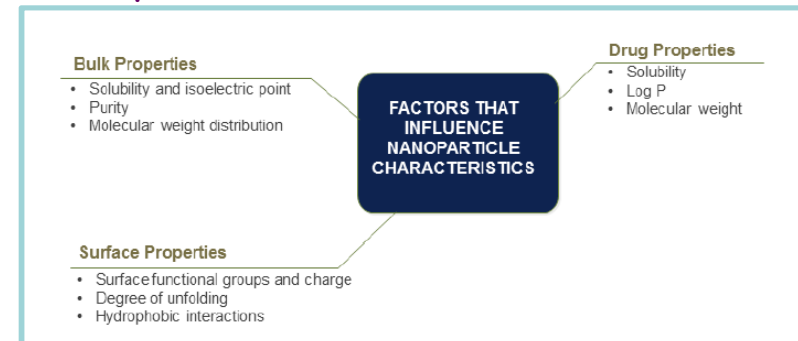 Bulk Properties
• Solubility and isoelectric point
• Purity
• Molecular weight distribution
FACTORS THAT
INFLUENCE
NANOPARTICLE
CHARACTERISTICS
Drug Properties
• Solubility
• Log P
• Molecular weight
Surface Properties
• Surface functional groups and charge
• Degree of unfolding
• Hydrophobic interactions